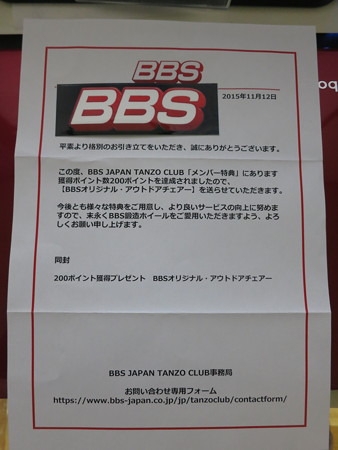 BBS
BBS
2015年11月12日
平素より格別のお引き立てをいただき、誠にありがとうございます。
この度、BBS JAPAN TANZO CLUB「メンバー特典」にあります
獲得ポイント数200ポイントを達成されましたので、
【BBSオリジナル・アウトドアチェアー】を送らせていただきます。
今後とも様々な特典をご用意し、より良いサービスの向上に努めま
すので、末永くBBS鍛造ホイールをご愛用いただきますよう、よろ
しくお願い申し上げます。
同封
200ポイント獲得プレゼント BBSオリジナル・アウトドアチェアー
BBS JAPAN TANZO CLUB事務局
お問い合わせ専用フォーム
https://www.bbs-japan.co.jp/jp/tanzoclub/contactform/